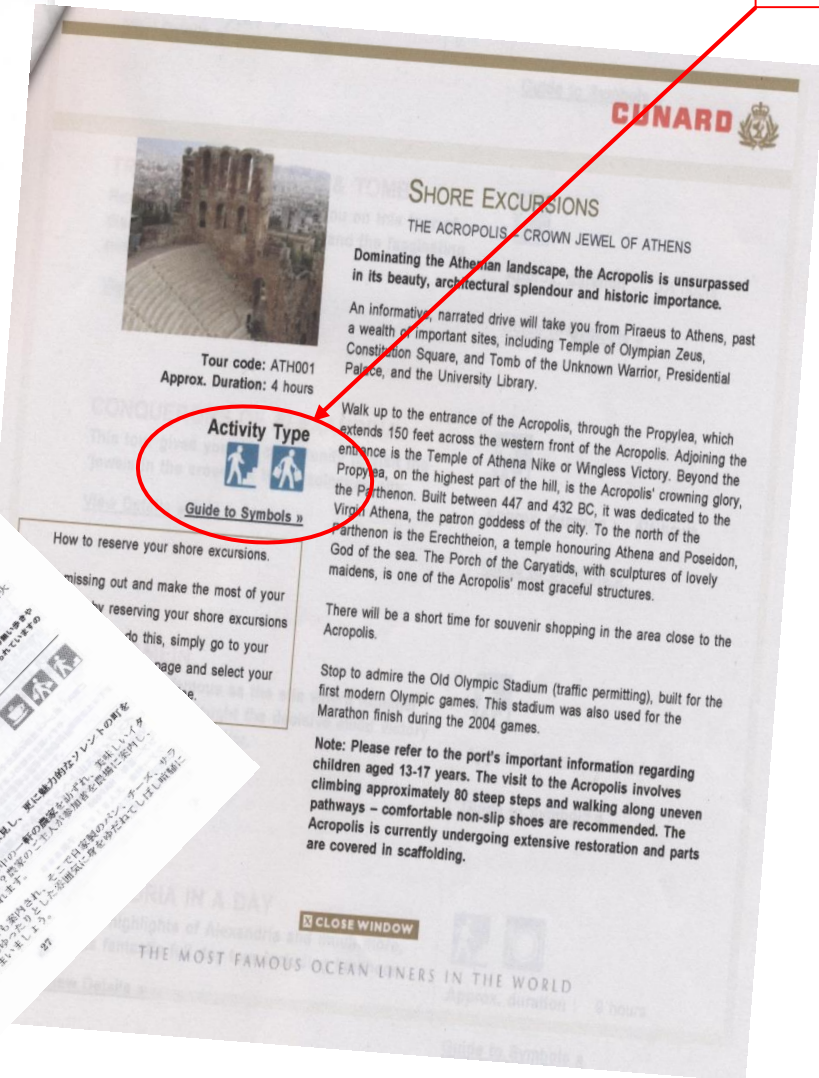 CUNARD
SHORE EXCURSIONS
THE ACROPOLIS – CROWN JEWEL OF ATHENS
Dominating the Athenian landscape, the Acropolis is unsurpassed
in its beauty, architectural splendour and historic importance.
An informative, narrated drive will take you from Piraeus to Athens, past
a wealth of important sites, including Temple of Olympian Zeus,
Constitution Square, and Tomb of the Unknown Warrior, Presidential
Palace, and the University Library.
Walk up to the entrance of the Acropolis, through the Propylea, which
extends 150 feet across the western front of the Acropolis. Adjoining the
entrance is the Temple of Athena Nike or Wingless Victory. Beyond the
Propylea, on the highest part of the hill, is the Acropolis' crowning glory,
the Parthenon. Built between 447 and 432 BC, it was dedicated to the
Virgin Athena, the patron goddess of the city. To the north of the
Parthenon is the Erechtheion, a temple honouring Athena and Poseidon,
God of the sea. The Porch of the Caryatids, with sculptures of lovely
maidens, is one of the Acropolis' most graceful structures.
There will be a short time for souvenir shopping in the area close to the
Acropolis.
Stop to admire the Old Olympic Stadium (traffic permitting), built for the
first modern Olympic games. This stadium was also used for the
Marathon finish during the 2004 games.
Note: Please refer to the port's important information regarding
children aged 13-17 years. The visit to the Acropolis involves
climbing approximately 80 steep steps and walking along uneven
pathways – comfortable non-slip shoes are recommended. The
Acropolis is currently undergoing extensive restoration and parts
are covered in scaffolding.
Tour code: ATH001
Approx. Duration: 4 hours
Activity Type
Guide to Symbols »
How to reserve your shore excursions.
missing out and make the most of your
by reserving your shore excursions
do this, simply go to your
page and select your
X CLOSE WINDOW
THE MOST FAMOUS OCEAN LINERS IN THE WORLD
27